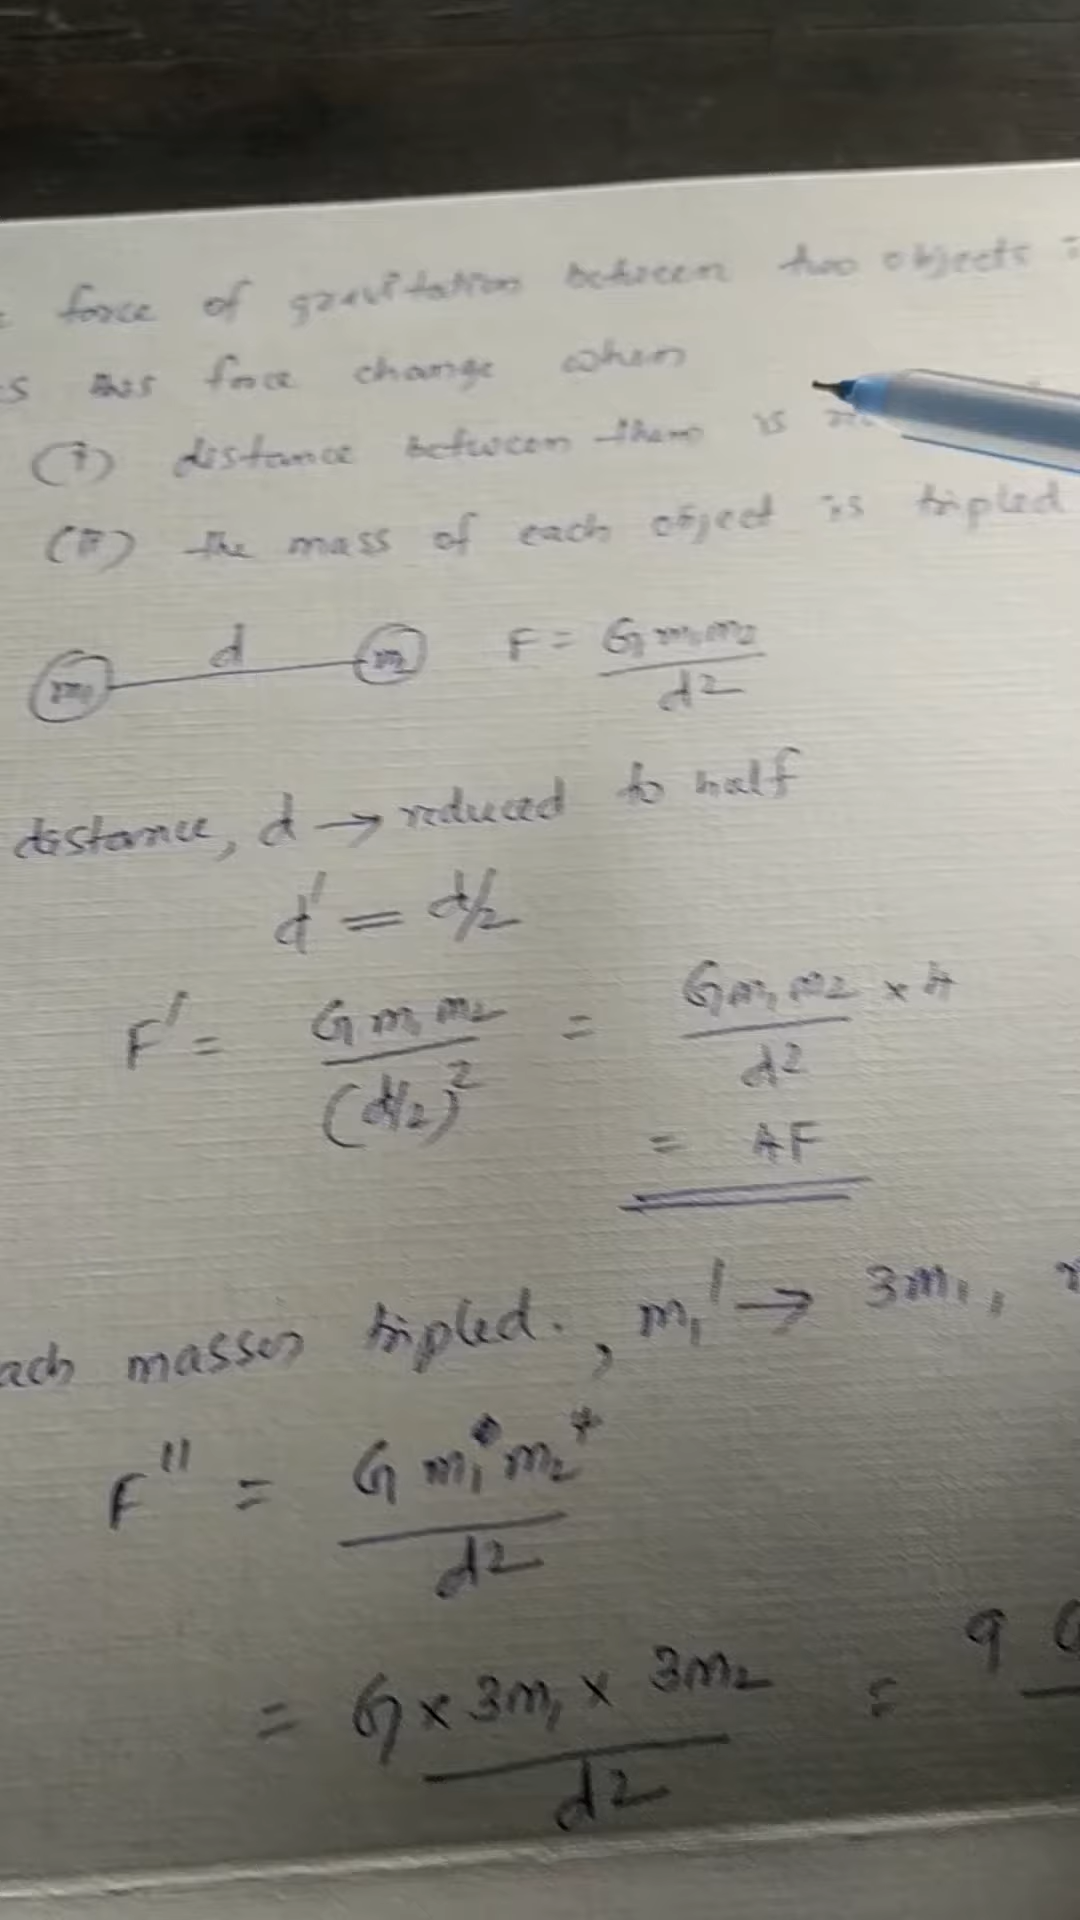 force of gravitation between two objects
this force change when
(i) distance between them is
(ii) the mass of each object is tripled
m1 d m2 F = Gm1m2/d2
distance, d → reduced to half
d' = d/2
F' = Gm1m2/(d/2)^2 = Gm1m2 × 4/d2
= 4F
masses tripled. , m1' → 3m1,
F'' = Gm1'm2'/d2
= G × 3m1 × 3m2/d2 = 9